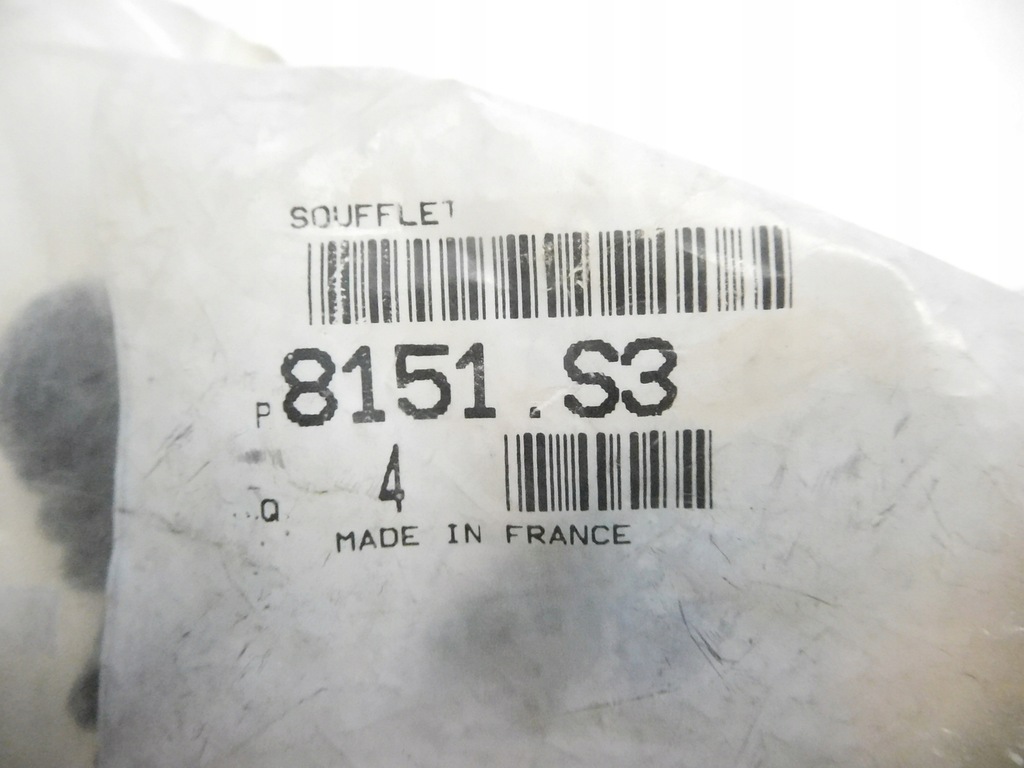 SOUFFLET
P 8151.S3
Q 4
MADE IN FRANCE